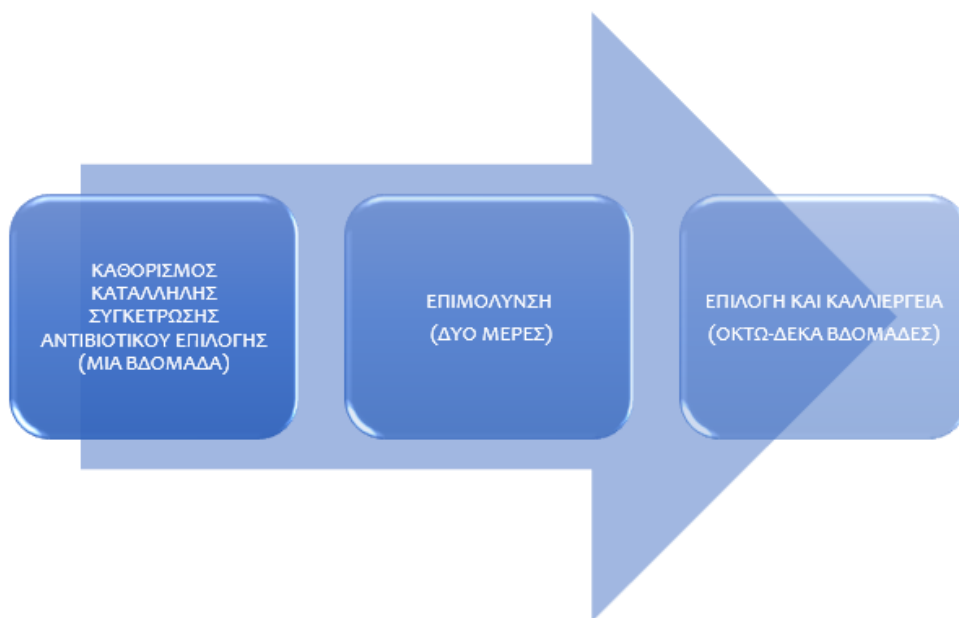 ΚΑΘΟΡΙΣΜΟΣ
ΚΑΤΑΛΛΗΛΗΣ
ΣΥΓΚΕΤΡΩΣΗΣ
ΑΝΤΙΒΙΟΤΙΚΟΥ ΕΠΙΛΟΓΗΣ
(ΜΙΑ ΒΔΟΜΑΔΑ)
ΕΠΙΜΟΛΥΝΣΗ
(ΔΥΟ ΜΕΡΕΣ)
ΕΠΙΛΟΓΗ ΚΑΙ ΚΑΛΛΙΕΡΓΕΙΑ
(ΟΚΤΩ-ΔΕΚΑ ΒΔΟΜΑΔΕΣ)